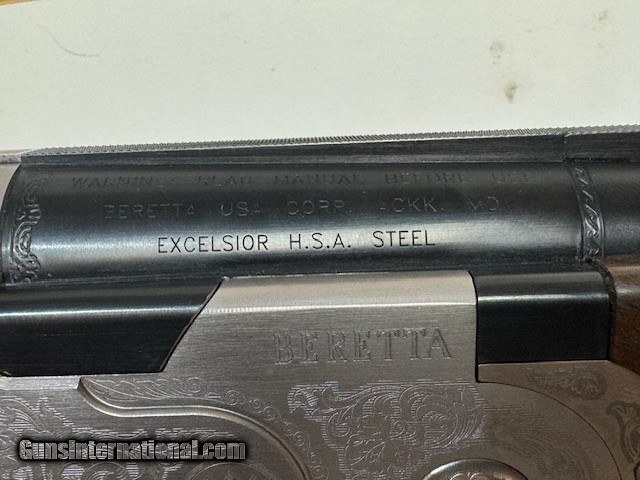 WARNING READ MANUAL BEFORE USE
BERETTA USA CORP. ACKK. MD
EXCELSIOR H.S.A. STEEL
BERETTA
GunsInternational.com